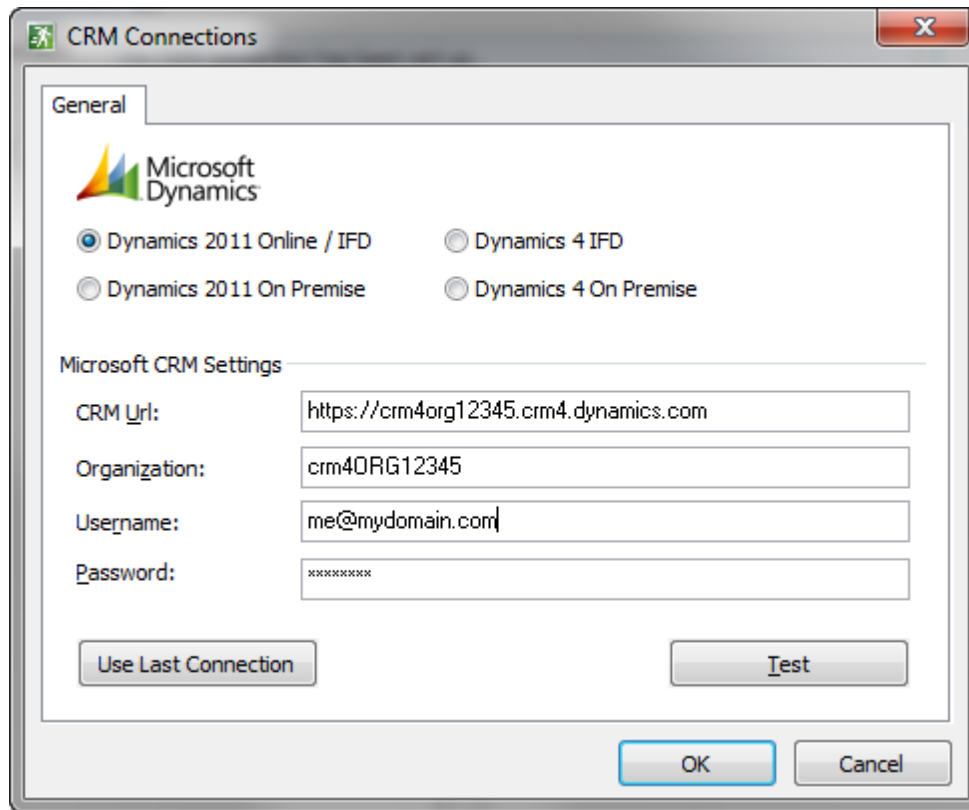 CRM Connections
General
Microsoft
Dynamics
Dynamics 2011 Online / IFD
Dynamics 4 IFD
Dynamics 2011 On Premise
Dynamics 4 On Premise
Microsoft CRM Settings
CRM Url:
https://crm4org12345.crm4.dynamics.com
Organization:
crm4ORG12345
Username:
me@mydomain.com
Password:
********
Use Last Connection
Test
OK
Cancel